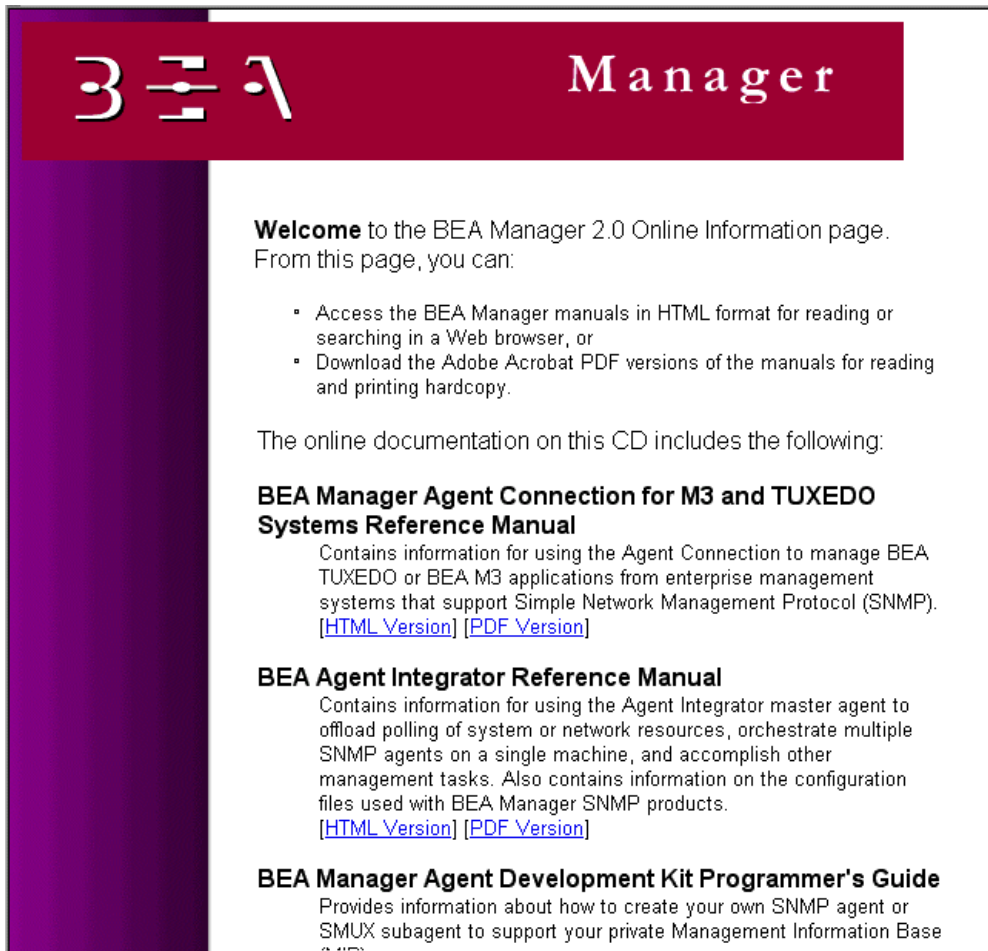 BEA Manager
Welcome to the BEA Manager 2.0 Online Information page.
From this page, you can:
Access the BEA Manager manuals in HTML format for reading or
searching in a Web browser, or
Download the Adobe Acrobat PDF versions of the manuals for reading
and printing hardcopy.
The online documentation on this CD includes the following:
BEA Manager Agent Connection for M3 and TUXEDO
Systems Reference Manual
Contains information for using the Agent Connection to manage BEA
TUXEDO or BEA M3 applications from enterprise management
systems that support Simple Network Management Protocol (SNMP).
[HTML Version] [PDF Version]
BEA Agent Integrator Reference Manual
Contains information for using the Agent Integrator master agent to
offload polling of system or network resources, orchestrate multiple
SNMP agents on a single machine, and accomplish other
management tasks. Also contains information on the configuration
files used with BEA Manager SNMP products.
[HTML Version] [PDF Version]
BEA Manager Agent Development Kit Programmer's Guide
Provides information about how to create your own SNMP agent or
SMUX subagent to support your private Management Information Base